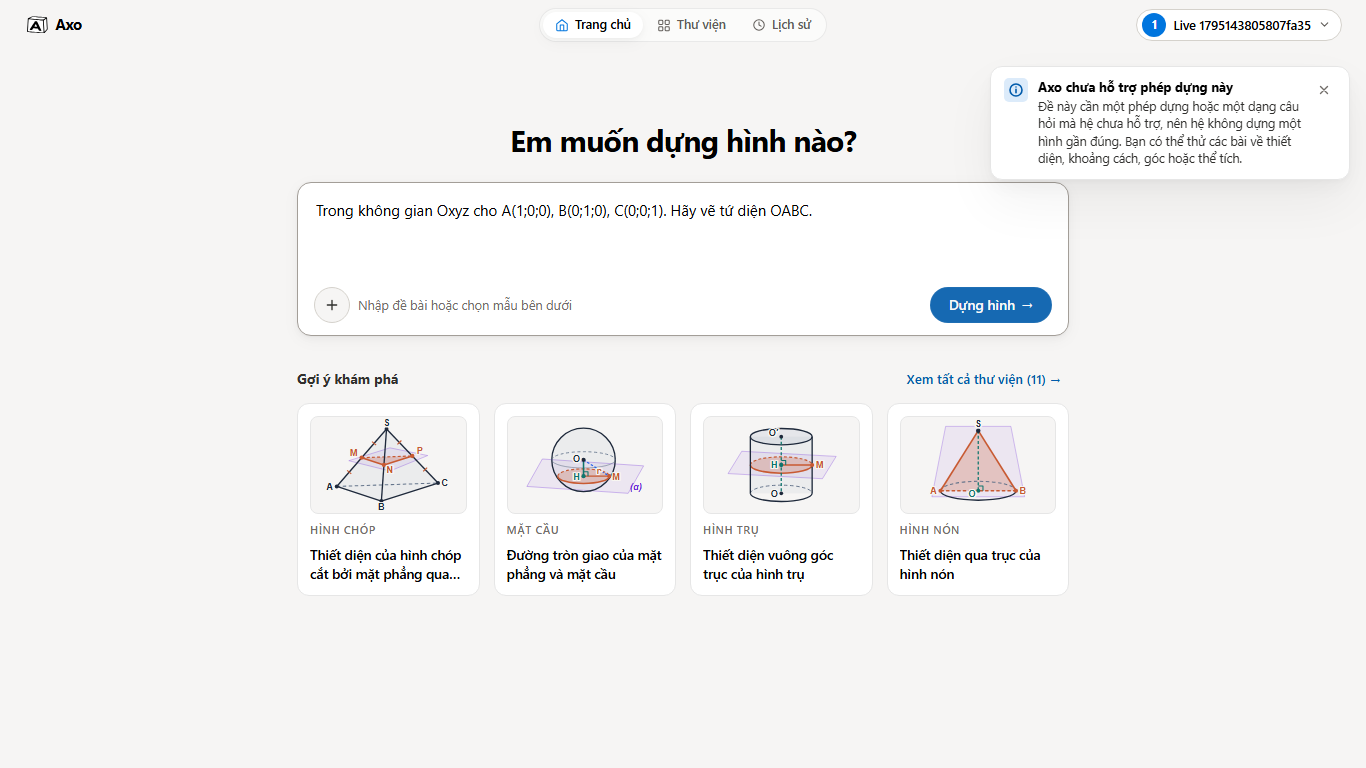 Axo
Trang chủ
Thư viện
Lịch sử
1
Live 1795143805807fa35
Axo chưa hỗ trợ phép dựng này
Đề này cần một phép dựng hoặc một dạng câu
hỏi mà hệ chưa hỗ trợ, nên hệ không dựng một
hình gần đúng. Bạn có thể thử các bài về thiết
diện, khoảng cách, góc hoặc thể tích.
Em muốn dựng hình nào?
Trong không gian Oxyz cho A(1;0;0), B(0;1;0), C(0;0;1). Hãy vẽ tứ diện OABC.
Nhập đề bài hoặc chọn mẫu bên dưới
Dựng hình →
Gợi ý khám phá
Xem tất cả thư viện (11) →
S
M
P
N
A
C
B
HÌNH CHÓP
Thiết diện của hình chóp
cắt bởi mặt phẳng qua...
O
r
H
M
(α)
MẶT CẦU
Đường tròn giao của mặt
phẳng và mặt cầu
O'
H
M
O
HÌNH TRỤ
Thiết diện vuông góc
trục của hình trụ
S
A
O
B
HÌNH NÓN
Thiết diện qua trục của
hình nón